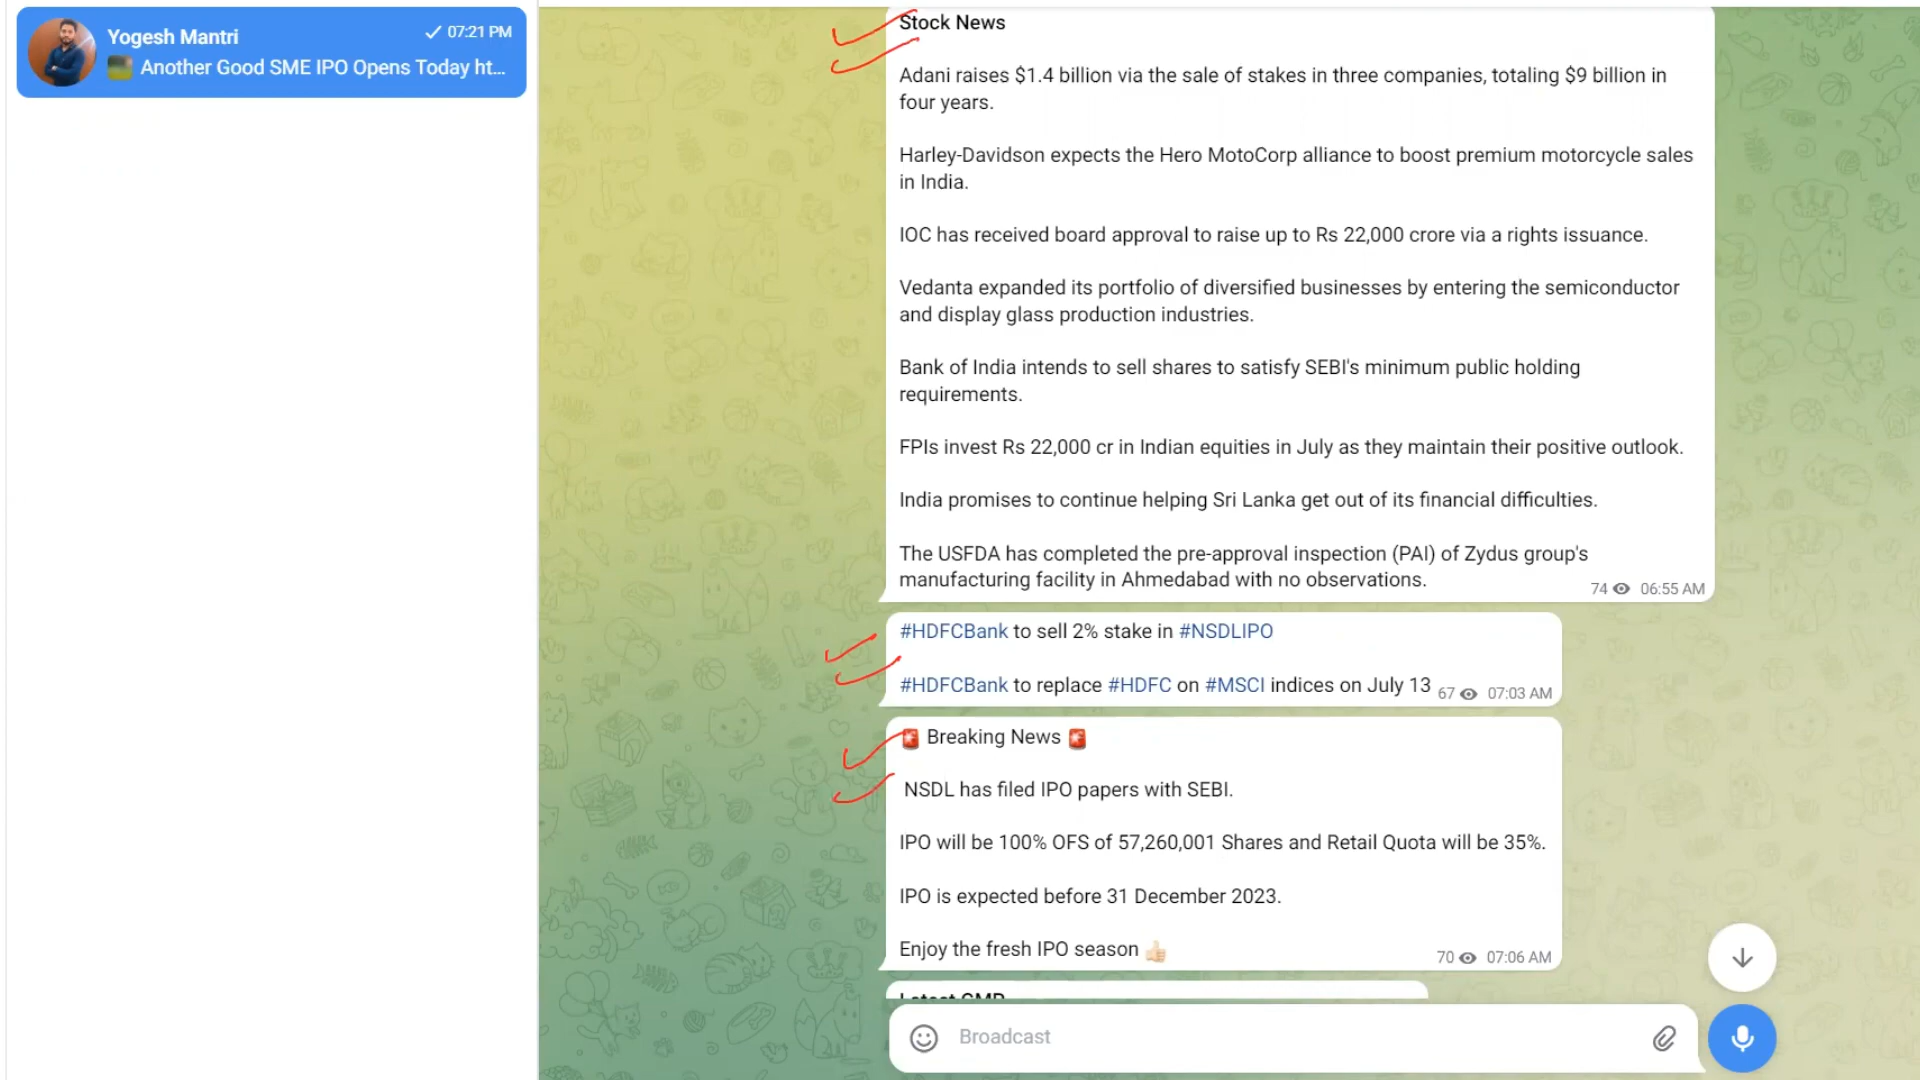 Yogesh Mantri
07:21 PM
Another Good SME IPO Opens Today ht...
Stock News
Adani raises $1.4 billion via the sale of stakes in three companies, totaling $9 billion in
four years.
Harley-Davidson expects the Hero MotoCorp alliance to boost premium motorcycle sales
in India.
IOC has received board approval to raise up to Rs 22,000 crore via a rights issuance.
Vedanta expanded its portfolio of diversified businesses by entering the semiconductor
and display glass production industries.
Bank of India intends to sell shares to satisfy SEBI's minimum public holding
requirements.
FPIs invest Rs 22,000 cr in Indian equities in July as they maintain their positive outlook.
India promises to continue helping Sri Lanka get out of its financial difficulties.
The USFDA has completed the pre-approval inspection (PAI) of Zydus group's
manufacturing facility in Ahmedabad with no observations.
74 06:55 AM
#HDFCBank to sell 2% stake in #NSDLIPO
#HDFCBank to replace #HDFC on #MSCI indices on July 13
67 07:03 AM
🚨 Breaking News 🚨
NSDL has filed IPO papers with SEBI.
IPO will be 100% OFS of 57,260,001 Shares and Retail Quota will be 35%.
IPO is expected before 31 December 2023.
Enjoy the fresh IPO season 👍🏻
70 07:06 AM
Latest GMP
Broadcast